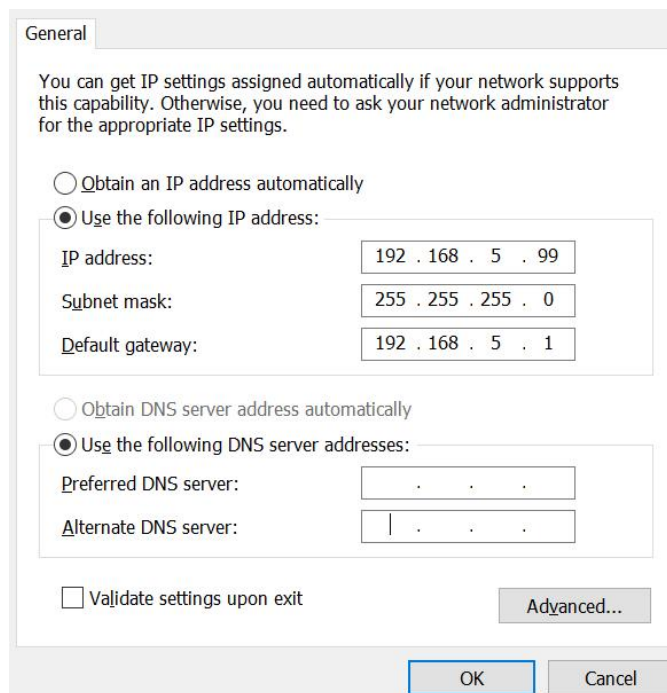 General
You can get IP settings assigned automatically if your network supports
this capability. Otherwise, you need to ask your network administrator
for the appropriate IP settings.
Obtain an IP address automatically
Use the following IP address:
IP address: 192 . 168 . 5 . 99
Subnet mask: 255 . 255 . 255 . 0
Default gateway: 192 . 168 . 5 . 1
Obtain DNS server address automatically
Use the following DNS server addresses:
Preferred DNS server: . . .
Alternate DNS server: . . .
Validate settings upon exit
Advanced...
OK Cancel